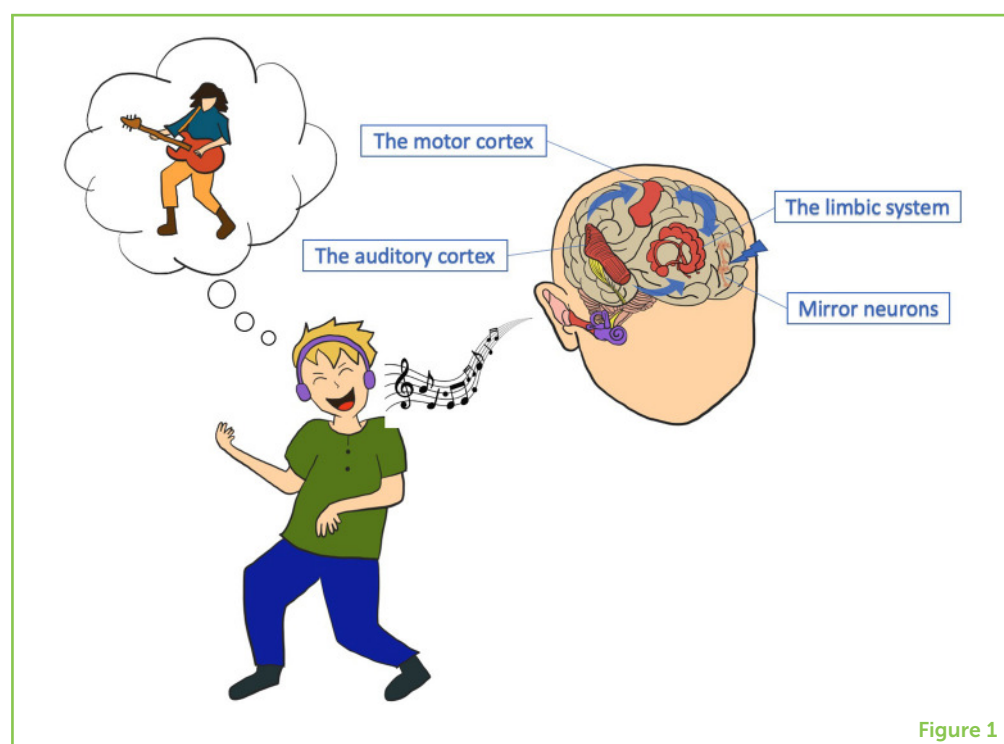 The motor cortex
The limbic system
The auditory cortex
Mirror neurons
Figure 1